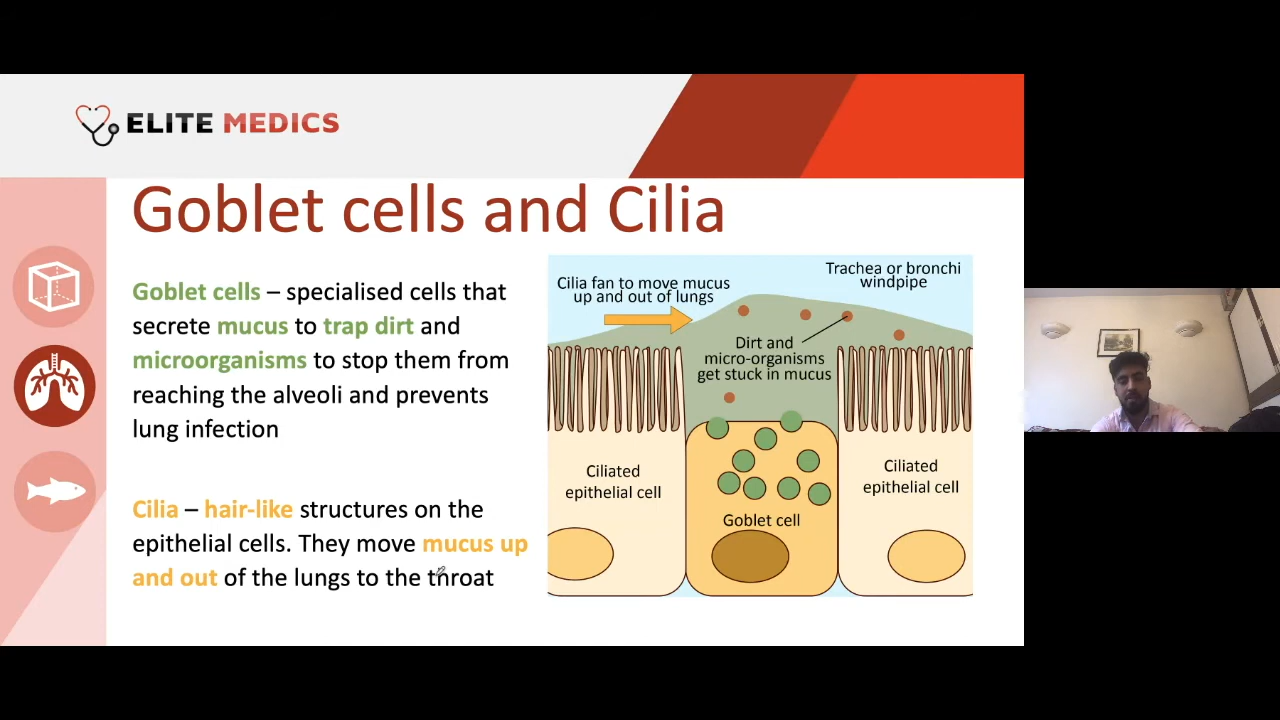 ELITE MEDICS
Goblet cells and Cilia
Goblet cells – specialised cells that
secrete mucus to trap dirt and
microorganisms to stop them from
reaching the alveoli and prevents
lung infection
Cilia – hair-like structures on the
epithelial cells. They move mucus up
and out of the lungs to the throat
Cilia fan to move mucus
up and out of lungs
Trachea or bronchi
windpipe
Dirt and
micro-organisms
get stuck in mucus
Ciliated
epithelial cell
Goblet cell
Ciliated
epithelial cell